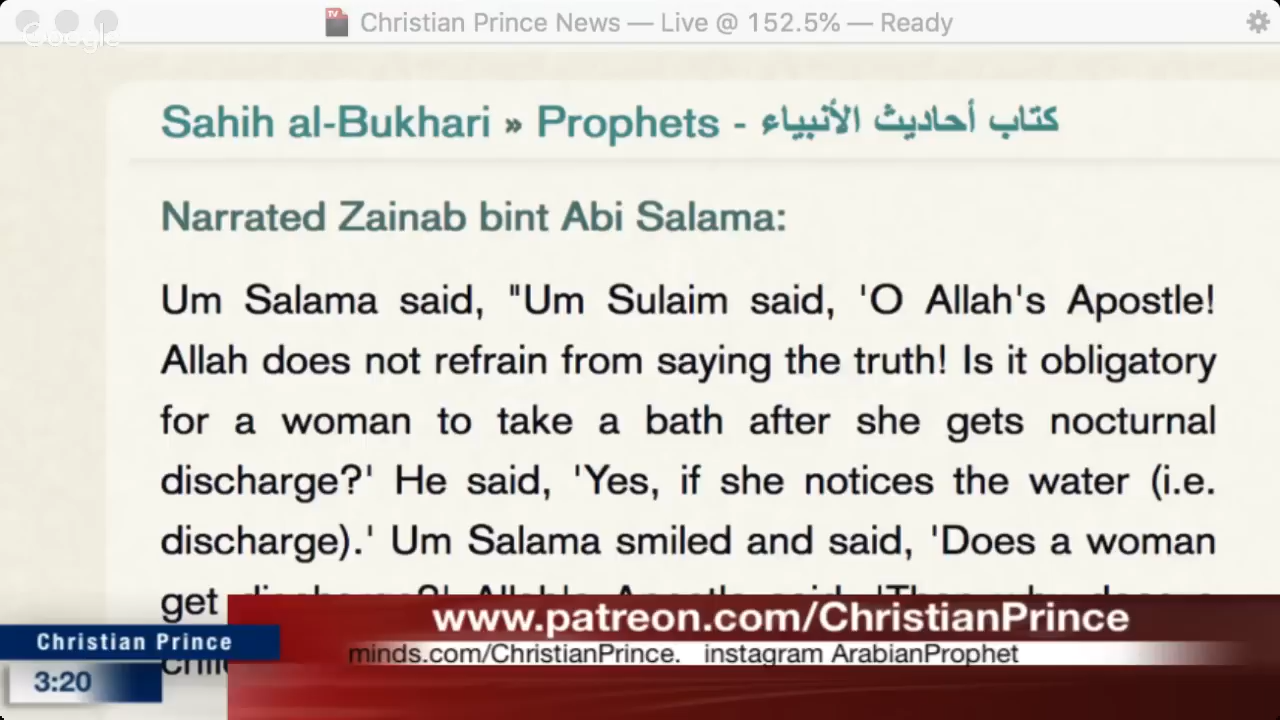 Christian Prince News — Live @ 152.5% — Ready
Google
Sahih al-Bukhari » Prophets - كتاب أحاديث الأنبياء
Narrated Zainab bint Abi Salama:
Um Salama said, "Um Sulaim said, 'O Allah's Apostle!
Allah does not refrain from saying the truth! Is it obligatory
for a woman to take a bath after she gets nocturnal
discharge?' He said, 'Yes, if she notices the water (i.e.
discharge).' Um Salama smiled and said, 'Does a woman
get
www.patreon.com/ChristianPrince
Christian Prince
minds.com/ChristianPrince. instagram ArabianProphet
3:20